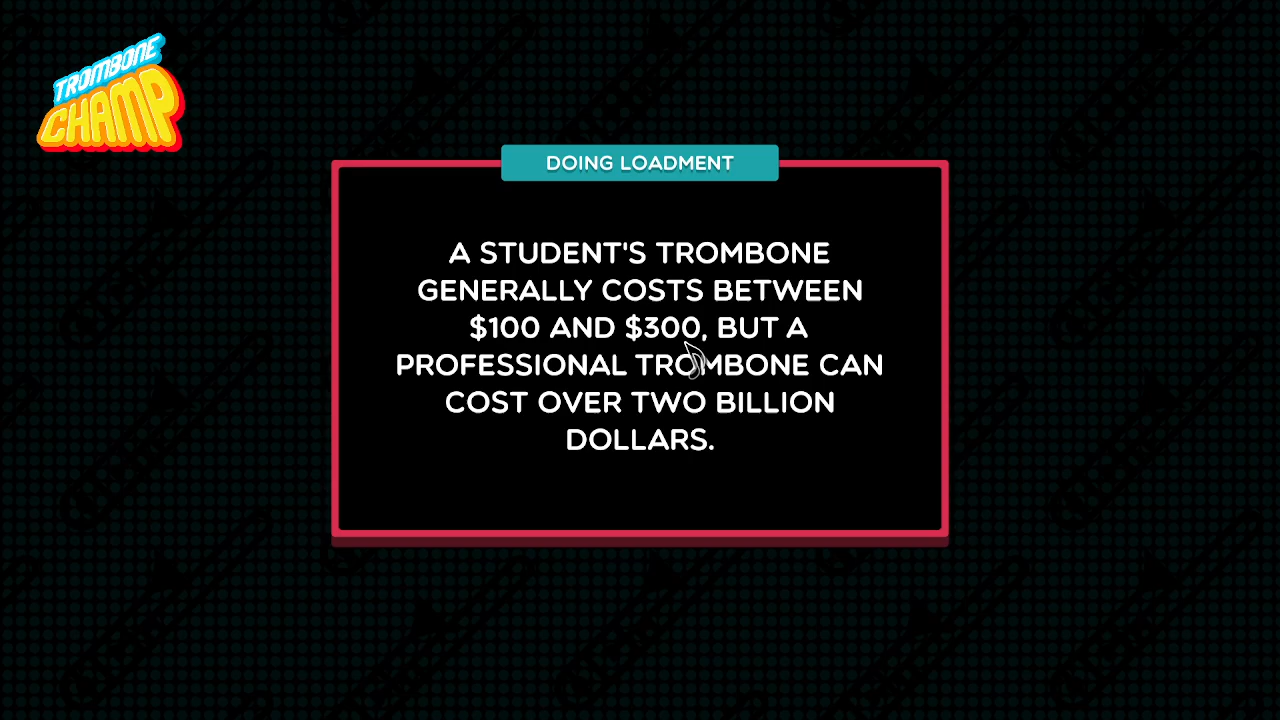 TROMBONE
CHAMP
DOING LOADMENT
A STUDENT'S TROMBONE
GENERALLY COSTS BETWEEN
$100 AND $300, BUT A
PROFESSIONAL TROMBONE CAN
COST OVER TWO BILLION
DOLLARS.